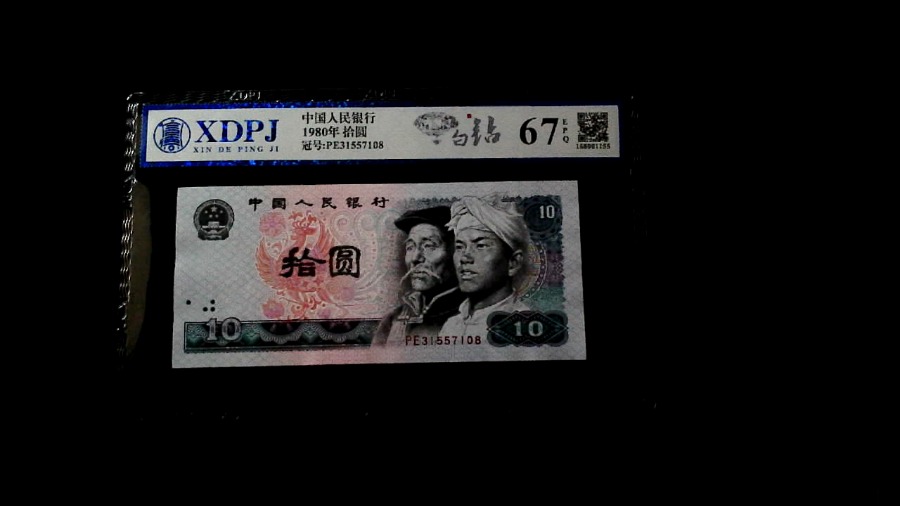 XDPJ
XIN DE PING JI
中国人民银行
1980年 拾圆
冠号:PE31557108
67
EPQ
中国人民银行
10
拾圆
10
PE31557108
10